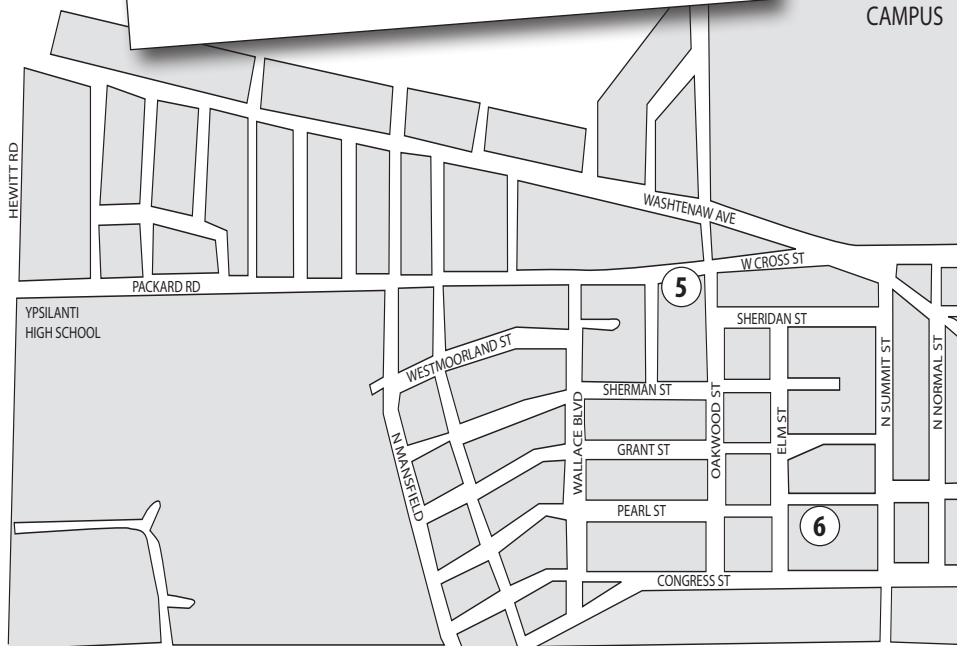 CAMPUS
HEWITT RD
WASHTENAW AVE
W CROSS ST
PACKARD RD
5
YPSILANTI
HIGH SCHOOL
SHERIDAN ST
WESTMOORLAND ST
N SUMMIT ST
N NORMAL ST
SHERMAN ST
OAKWOOD ST
WALLACE BLVD
ELM ST
N MANSFIELD
GRANT ST
PEARL ST
6
CONGRESS ST